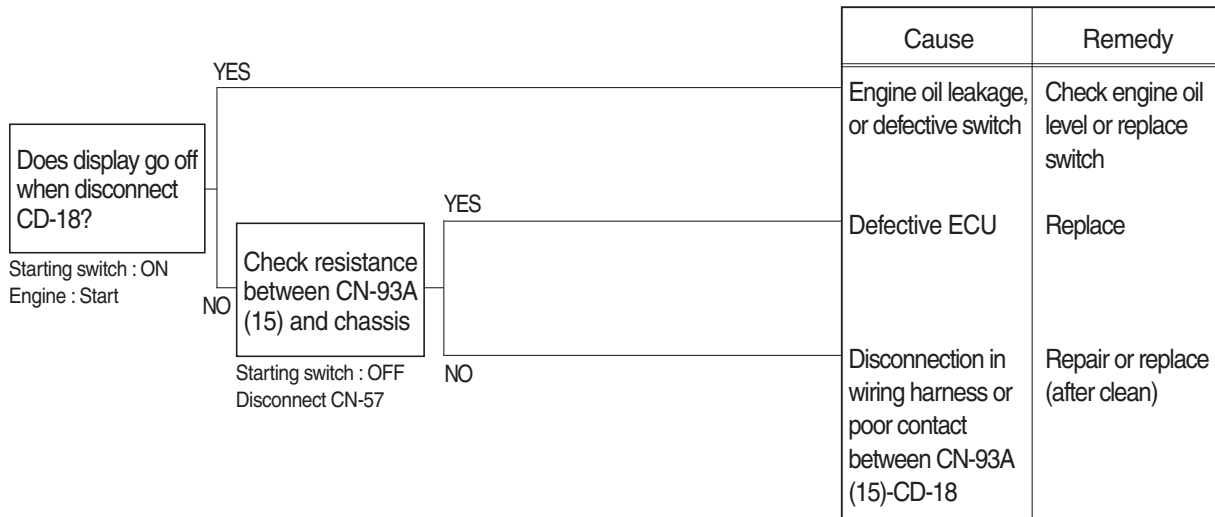 Cause
Remedy
YES
Engine oil leakage,
or defective switch
Check engine oil
level or replace
switch
Does display go off
when disconnect
CD-18?
Starting switch : ON
Engine : Start
YES
Defective ECU
Replace
NO
Check resistance
between CN-93A
(15) and chassis
Starting switch : OFF
Disconnect CN-57
NO
Disconnection in
wiring harness or
poor contact
between CN-93A
(15)-CD-18
Repair or replace
(after clean)